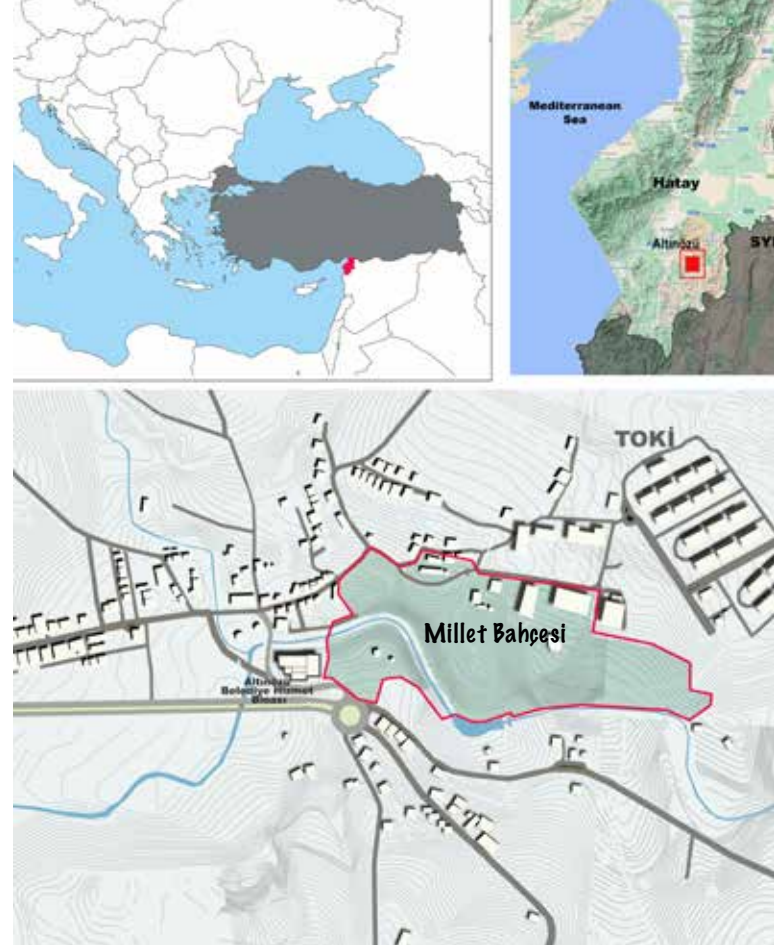 Mediterranean
Sea
Hatay
Altınözü
SY
TOKİ
Millet Bahçesi
Altınözü
Belediye Hizmet
Binası